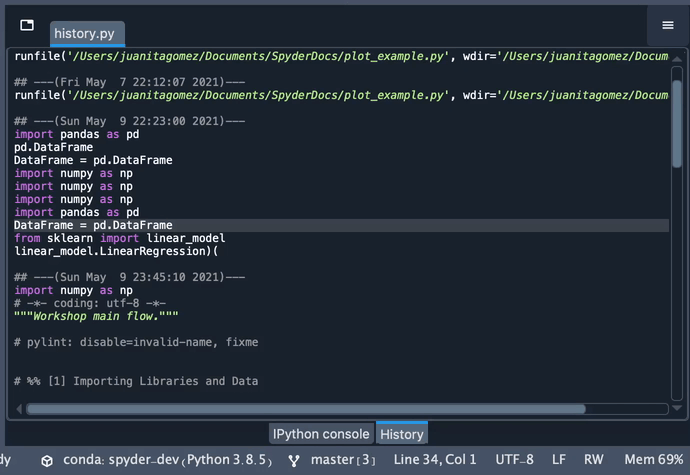 history.py
runfile('/Users/juanitagomez/Documents/SpyderDocs/plot_example.py', wdir='/Users/juanitagomez/Docum
## ---(Fri May  7 22:12:07 2021)---
runfile('/Users/juanitagomez/Documents/SpyderDocs/plot_example.py', wdir='/Users/juanitagomez/Docum
## ---(Sun May  9 22:23:00 2021)---
import pandas as pd
pd.DataFrame
DataFrame = pd.DataFrame
import numpy as np
import numpy as np
import numpy as np
import pandas as pd
DataFrame = pd.DataFrame
from sklearn import linear_model
linear_model.LinearRegression)(
## ---(Sun May  9 23:45:10 2021)---
import numpy as np
# -*- coding: utf-8 -*-
"""Workshop main flow."""
# pylint: disable=invalid-name, fixme
# %% [1] Importing Libraries and Data
IPython console History
dy conda: spyder-dev (Python 3.8.5) master [3] Line 34, Col 1 UTF-8 LF RW Mem 69%